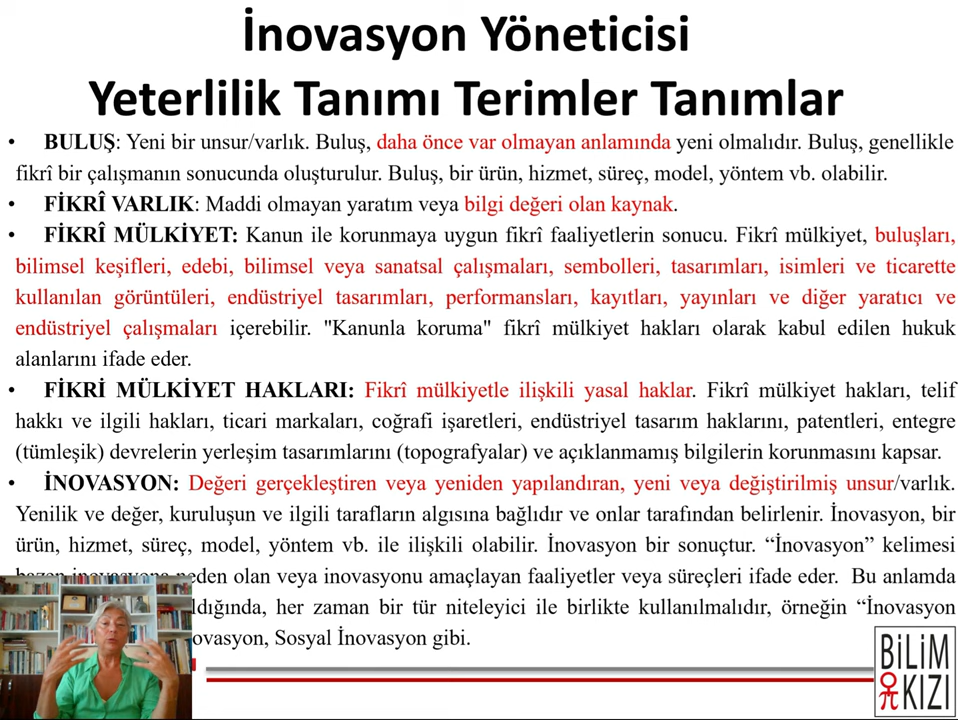 İnovasyon Yöneticisi
Yeterlilik Tanımı Terimler Tanımlar
• BULUŞ: Yeni bir unsur/varlık. Buluş, daha önce var olmayan anlamında yeni olmalıdır. Buluş, genellikle
fikrî bir çalışmanın sonucunda oluşturulur. Buluş, bir ürün, hizmet, süreç, model, yöntem vb. olabilir.
• FİKRÎ VARLIK: Maddi olmayan yaratım veya bilgi değeri olan kaynak.
• FİKRÎ MÜLKİYET: Kanun ile korunmaya uygun fikrî faaliyetlerin sonucu. Fikrî mülkiyet, buluşları,
bilimsel keşifleri, edebi, bilimsel veya sanatsal çalışmaları, sembolleri, tasarımları, isimleri ve ticarette
kullanılan görüntüleri, endüstriyel tasarımları, performansları, kayıtları, yayınları ve diğer yaratıcı ve
endüstriyel çalışmaları içerebilir. "Kanunla koruma" fikrî mülkiyet hakları olarak kabul edilen hukuk
alanlarını ifade eder.
• FİKRİ MÜLKİYET HAKLARI: Fikrî mülkiyetle ilişkili yasal haklar. Fikrî mülkiyet hakları, telif
hakkı ve ilgili hakları, ticari markaları, coğrafi işaretleri, endüstriyel tasarım haklarını, patentleri, entegre
(tümleşik) devrelerin yerleşim tasarımlarını (topografyalar) ve açıklanmamış bilgilerin korunmasını kapsar.
• İNOVASYON: Değeri gerçekleştiren veya yeniden yapılandıran, yeni veya değiştirilmiş unsur/varlık.
Yenilik ve değer, kuruluşun ve ilgili tarafların algısına bağlıdır ve onlar tarafından belirlenir. İnovasyon, bir
ürün, hizmet, süreç, model, yöntem vb. ile ilişkili olabilir. İnovasyon bir sonuçtur. “İnovasyon” kelimesi
neden olan veya inovasyonu amaçlayan faaliyetler veya süreçleri ifade eder. Bu anlamda
ldığında, her zaman bir tür niteleyici ile birlikte kullanılmalıdır, örneğin “İnovasyon
ovasyon, Sosyal İnovasyon gibi.
BİLİM
KIZI